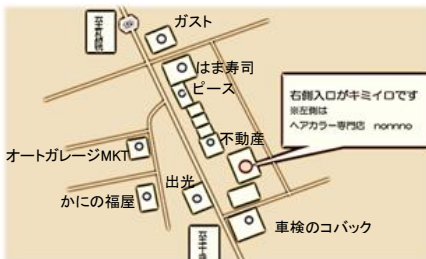 ガスト
はま寿司
ピース
不動産
右側入口がキミイロです
※左側は
ヘアカラー専門店 nonnno
オートガレージMKT
出光
かにの福屋
車検のコバック